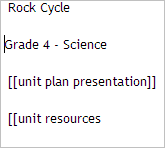 Rock Cycle
Grade 4 - Science
[[unit plan presentation]]
[[unit resources